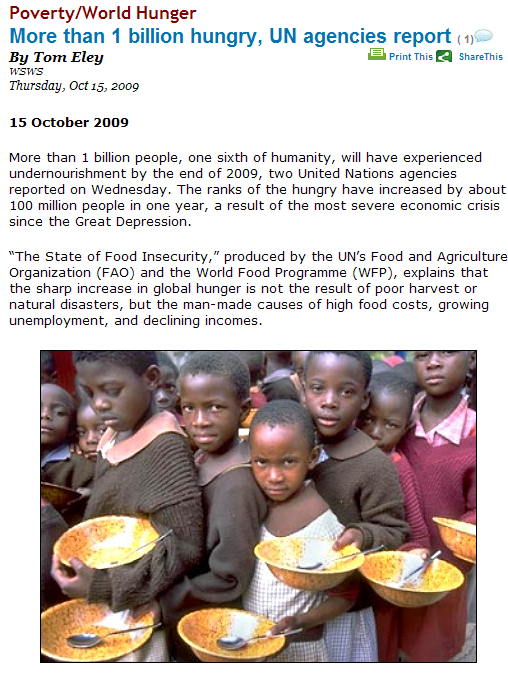 Poverty/World Hunger
More than 1 billion hungry, UN agencies report ( 1)
By Tom Eley
Print This ShareThis
WSWS
Thursday, Oct 15, 2009
15 October 2009
More than 1 billion people, one sixth of humanity, will have experienced
undernourishment by the end of 2009, two United Nations agencies
reported on Wednesday. The ranks of the hungry have increased by about
100 million people in one year, a result of the most severe economic crisis
since the Great Depression.
“The State of Food Insecurity,” produced by the UN’s Food and Agriculture
Organization (FAO) and the World Food Programme (WFP), explains that
the sharp increase in global hunger is not the result of poor harvest or
natural disasters, but the man-made causes of high food costs, growing
unemployment, and declining incomes.